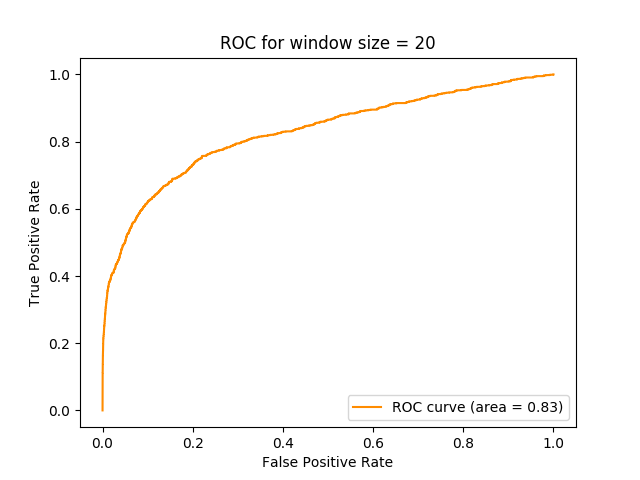 ROC for window size = 20
True Positive Rate
1.0
0.8
0.6
0.4
0.2
0.0
ROC curve (area = 0.83)
0.0 0.2 0.4 0.6 0.8 1.0
False Positive Rate